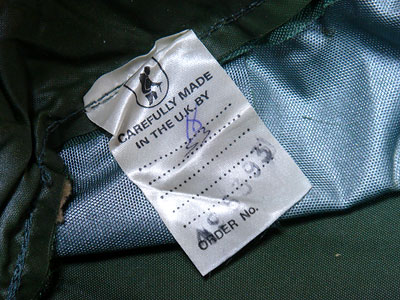 CAREFULLY MADE
IN THE U.K. BY
ORDER No.